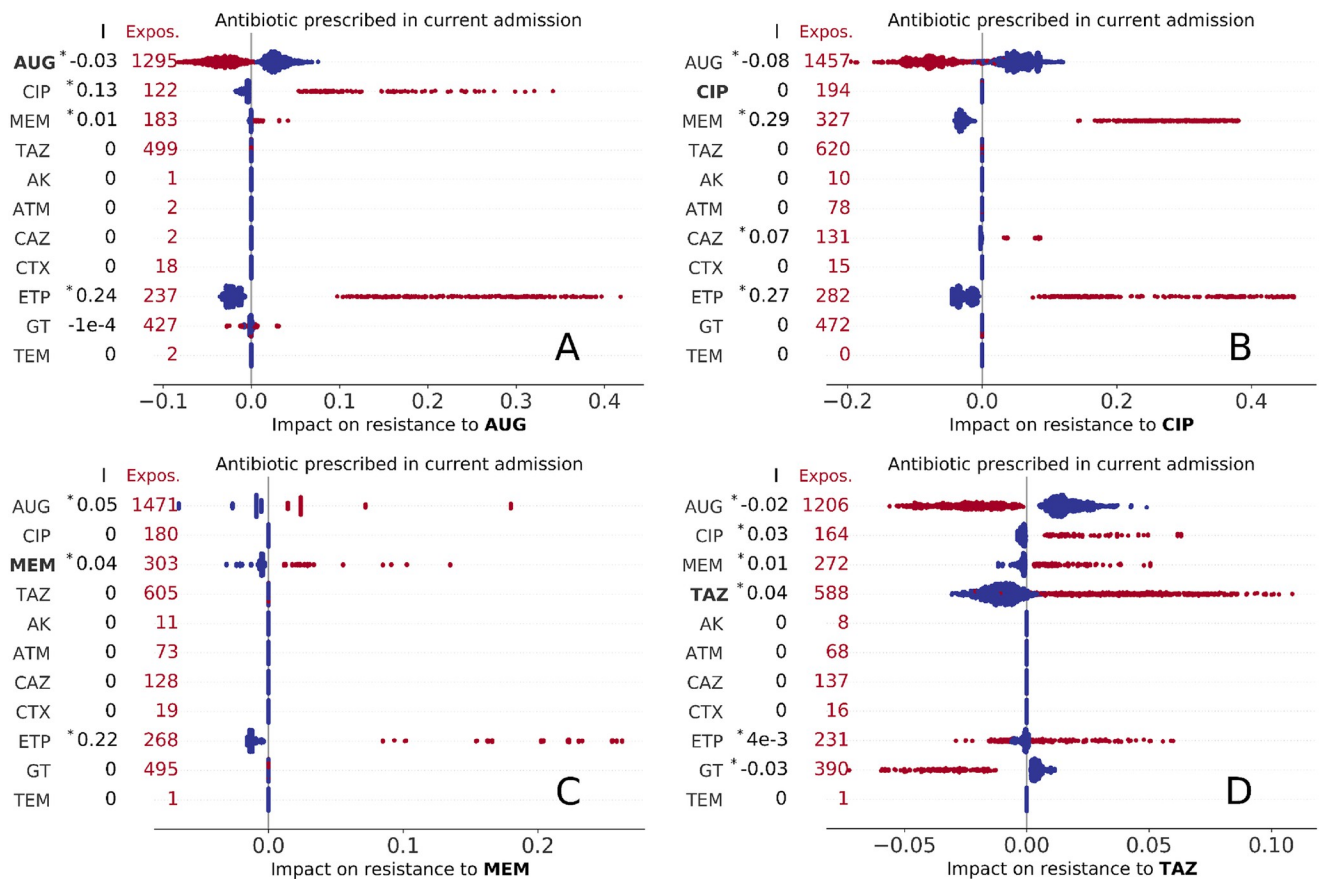 Antibiotic prescribed in current admission
I Expos.
AUG *-0.03 1295
CIP *0.13 122
MEM *0.01 183
TAZ 0 499
AK 0 1
ATM 0 2
CAZ 0 2
CTX 0 18
ETP *0.24 237
GT -1e-4 427
TEM 0 2
A
−0.1 0.0 0.1 0.2 0.3 0.4
Impact on resistance to AUG
Antibiotic prescribed in current admission
I Expos.
AUG *-0.08 1457
CIP 0 194
MEM *0.29 327
TAZ 0 620
AK 0 10
ATM 0 78
CAZ *0.07 131
CTX 0 15
ETP *0.27 282
GT 0 472
TEM 0 0
B
−0.2 0.0 0.2 0.4
Impact on resistance to CIP
Antibiotic prescribed in current admission
I Expos.
AUG *0.05 1471
CIP 0 180
MEM *0.04 303
TAZ 0 605
AK 0 11
ATM 0 73
CAZ 0 128
CTX 0 19
ETP *0.22 268
GT 0 495
TEM 0 1
C
0.0 0.1 0.2
Impact on resistance to MEM
Antibiotic prescribed in current admission
I Expos.
AUG *-0.02 1206
CIP *0.03 164
MEM *0.01 272
TAZ *0.04 588
AK 0 8
ATM 0 68
CAZ 0 137
CTX 0 16
ETP *4e-3 231
GT *-0.03 390
TEM 0 1
D
−0.05 0.00 0.05 0.10
Impact on resistance to TAZ